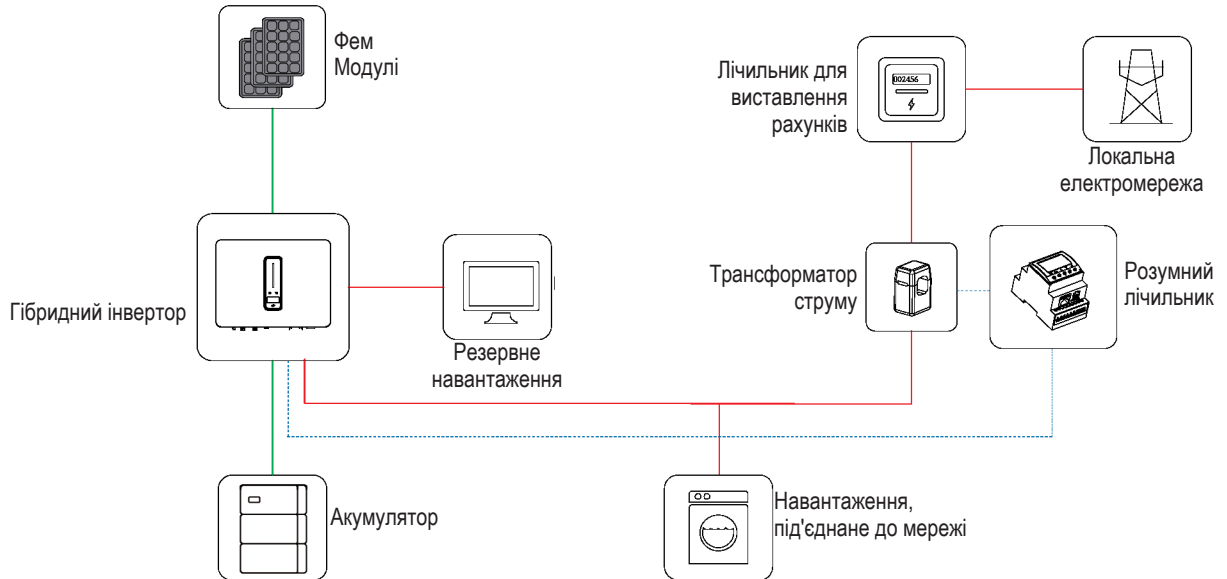 Фем
Модулі
Лічильник для
виставлення
рахунків
002456
Локальна
електромережа
Гібридний інвертор
Резервне
навантаження
Трансформатор
струму
Розумний
лічильник
Акумулятор
Навантаження,
під'єднане до мережі